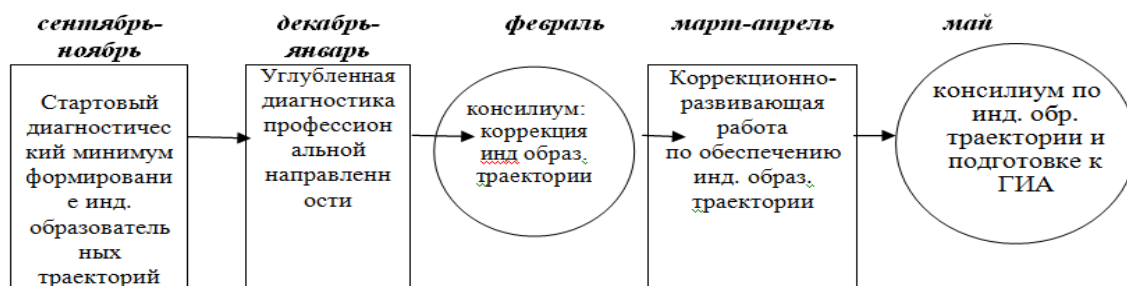 сентябрь-
ноябрь
Стартовый
диагностичес
кий минимум
формировани
е инд.
образователь
ных
траекторий
декабрь-
январь
Углубленная
диагностика
профессион
альной
направленн
ости
февраль
консилиум:
коррекция
инд образ.
траектории
март-апрель
Коррекционно-
развивающая
работа
по обеспечению
инд. образ.
траектории
май
консилиум по
инд. обр.
траектории и
подготовке к
ГИА